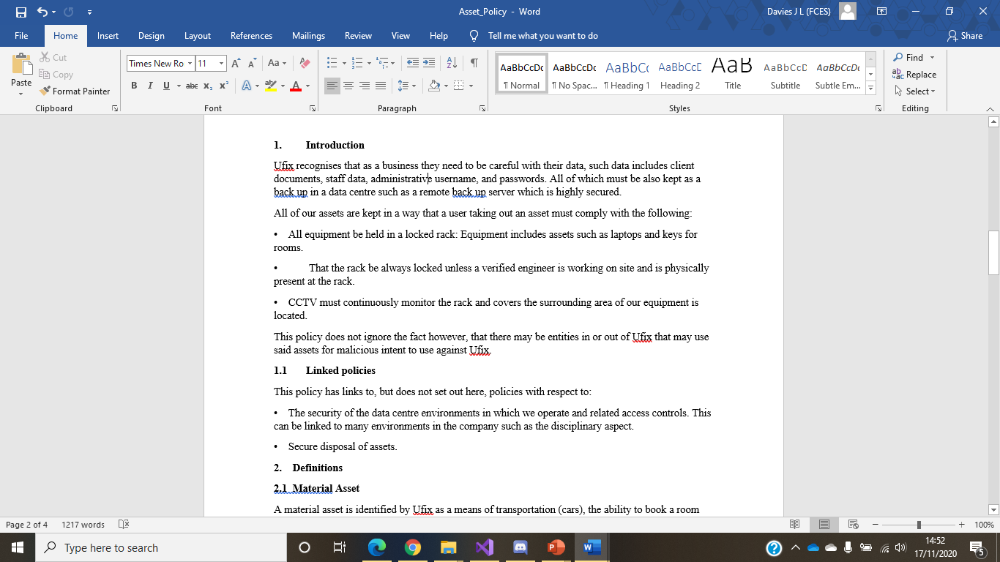 Asset_Policy - Word
Davies J L (FCES)
File Home Insert Design Layout References Mailings Review View Help Tell me what you want to do Share
Paste
Cut
Copy
Format Painter
Clipboard
Times New Ro 11 A A Aa
B I U abc x₂ x² A aby A
Font
Paragraph
AaBbCcDc AaBbCcDc AaBbCc AaBbCcD AaB AaBbCcD AaBbCcDc
¶ Normal ¶ No Spac... ¶ Heading 1 Heading 2 Title Subtitle Subtle Em...
Styles
Find
Replace
Select
Editing
1. Introduction
Ufix recognises that as a business they need to be careful with their data, such data includes client
documents, staff data, administrative username, and passwords. All of which must be also kept as a
back up in a data centre such as a remote back up server which is highly secured.
All of our assets are kept in a way that a user taking out an asset must comply with the following:
• All equipment be held in a locked rack: Equipment includes assets such as laptops and keys for
rooms.
• That the rack be always locked unless a verified engineer is working on site and is physically
present at the rack.
• CCTV must continuously monitor the rack and covers the surrounding area of our equipment is
located.
This policy does not ignore the fact however, that there may be entities in or out of Ufix that may use
said assets for malicious intent to use against Ufix.
1.1 Linked policies
This policy has links to, but does not set out here, policies with respect to:
• The security of the data centre environments in which we operate and related access controls. This
can be linked to many environments in the company such as the disciplinary aspect.
• Secure disposal of assets.
2. Definitions
2.1 Material Asset
A material asset is identified by Ufix as a means of transportation (cars), the ability to book a room
Page 2 of 4 1217 words
100%
Type here to search
14:52
17/11/2020
5